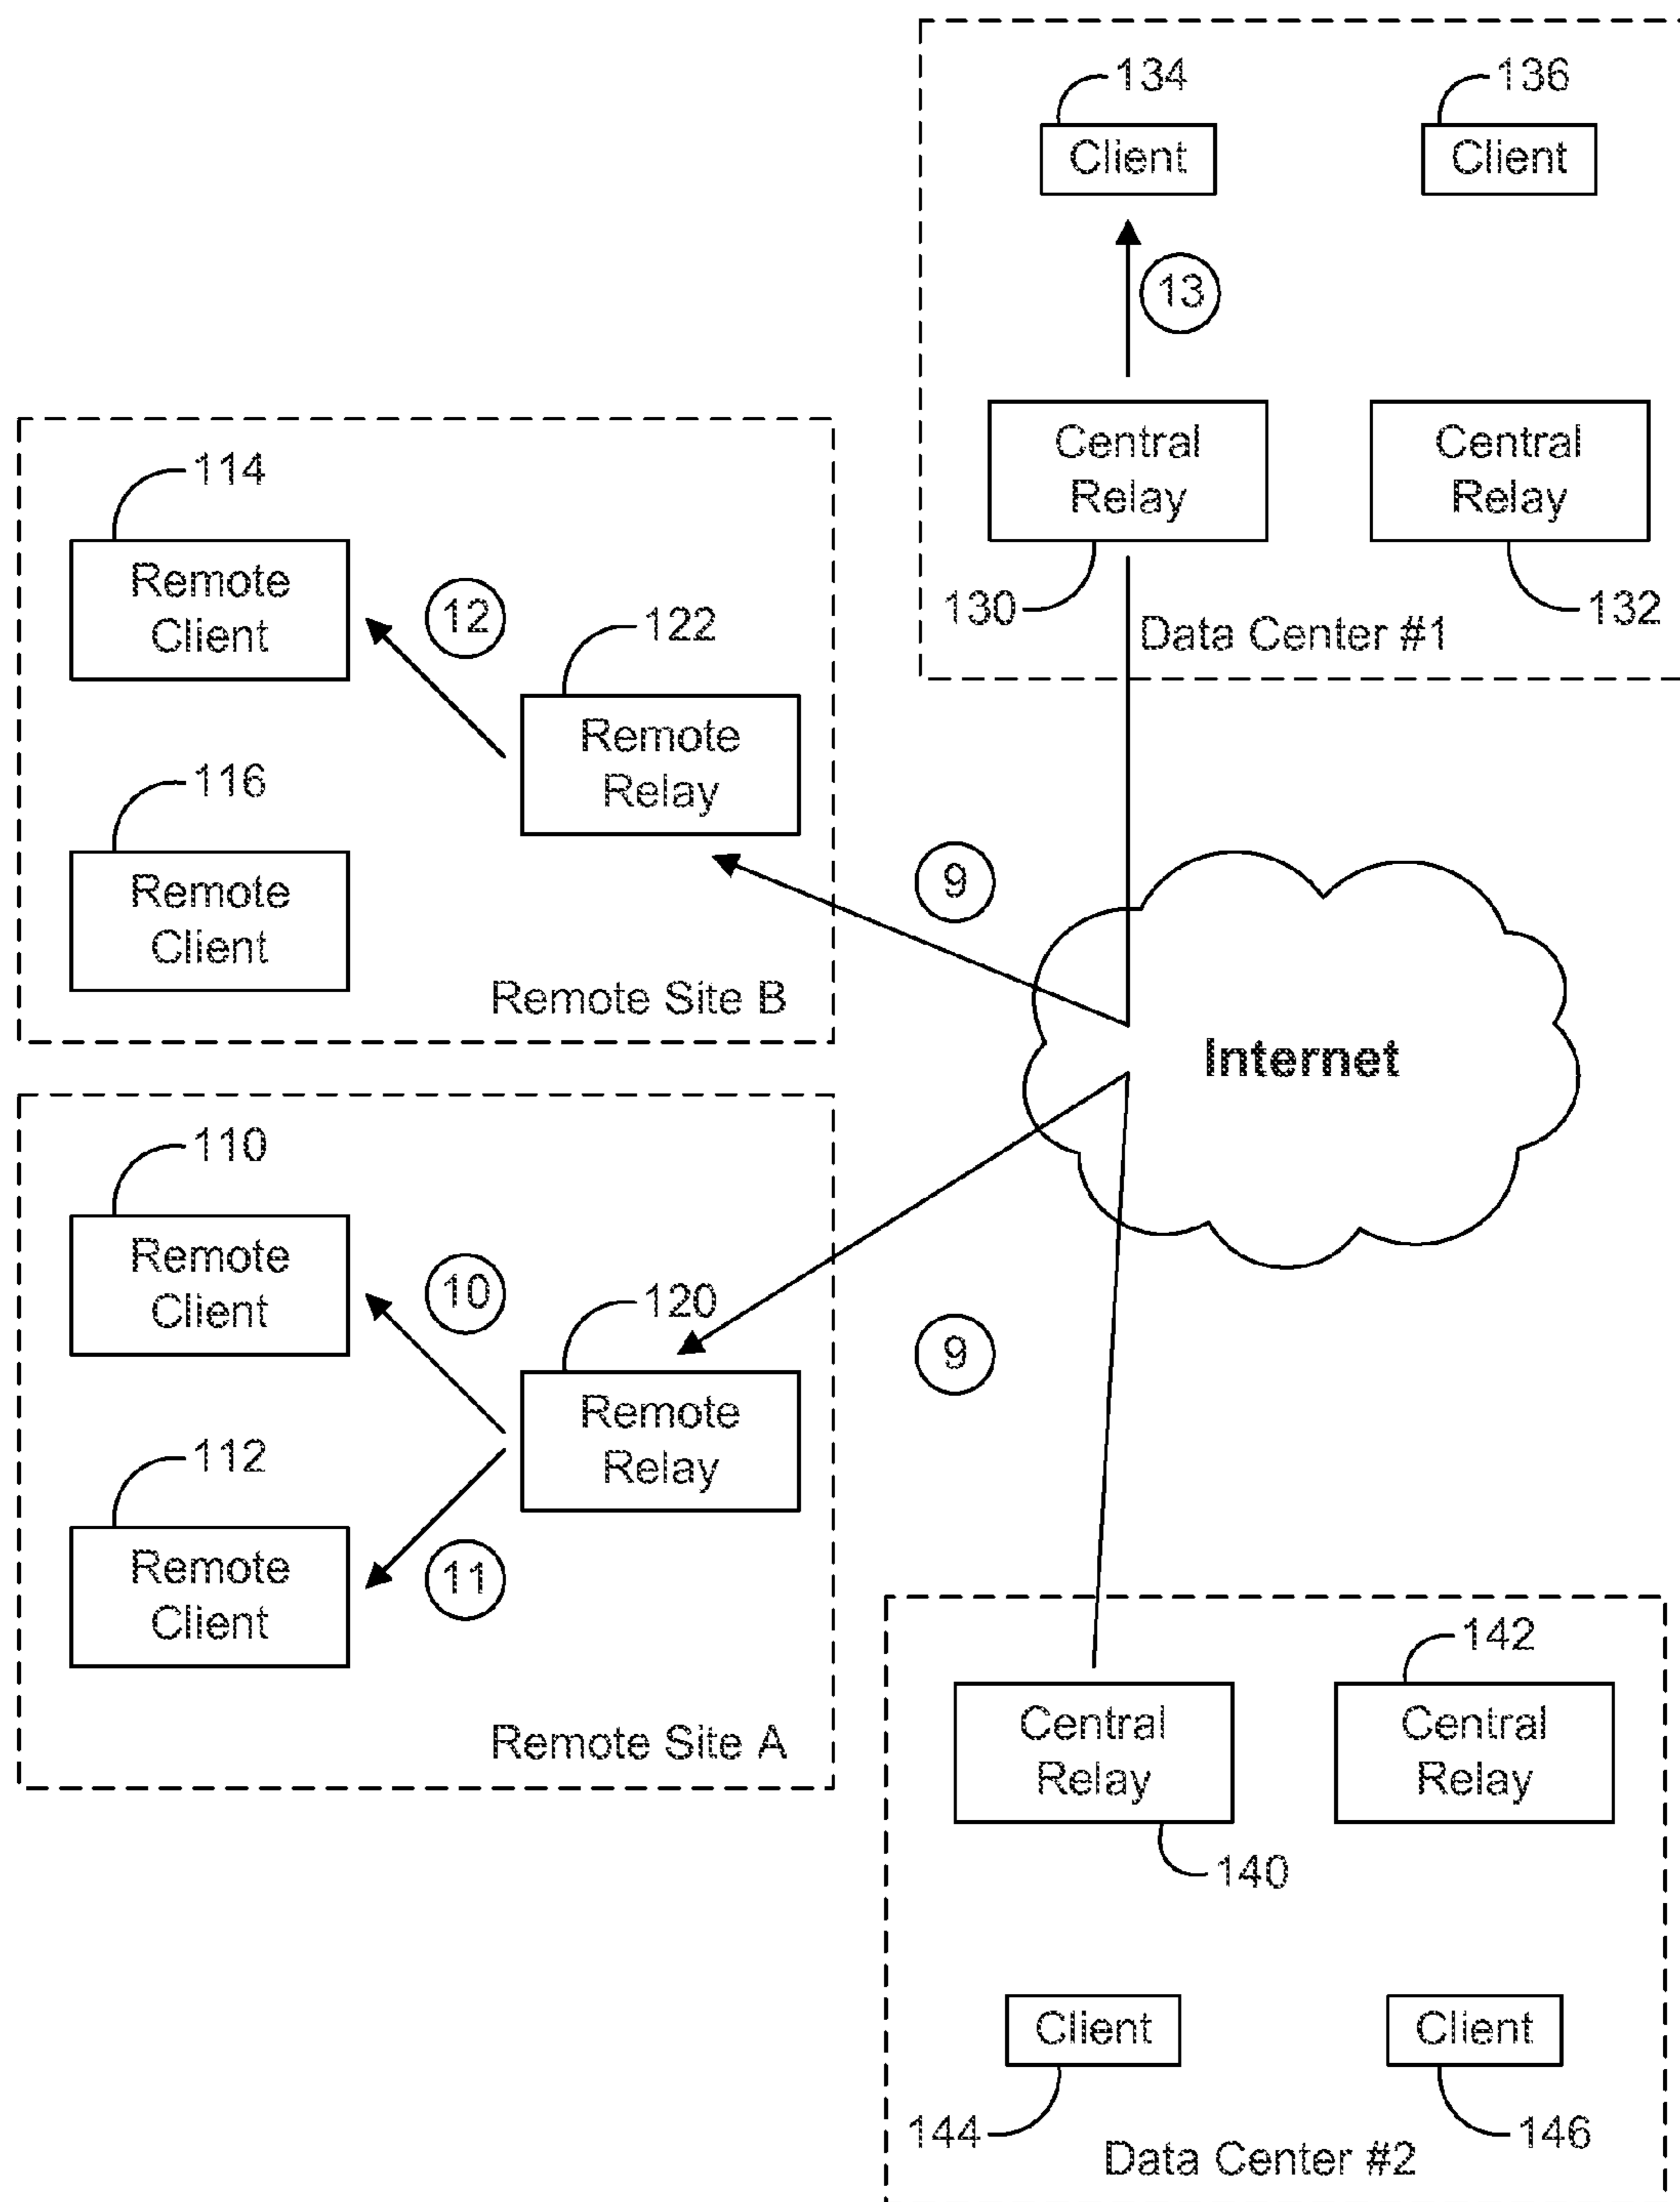 134
136
Client
Client
13
Central
Relay
Central
Relay
130
132
Data Center #1
114
Remote
Client
12
122
Remote
Relay
116
Remote
Client
Remote Site B
9
Internet
110
Remote
Client
10
120
Remote
Relay
9
112
Remote
Client
11
Remote Site A
142
Central
Relay
Central
Relay
140
Client
Client
144
146
Data Center #2